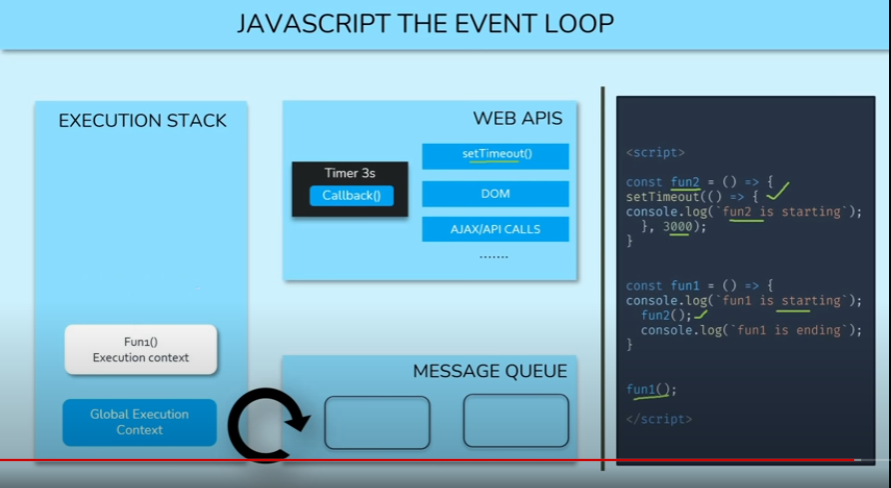 JAVASCRIPT THE EVENT LOOP
EXECUTION STACK
Fun1()
Execution context
Global Execution
Context
WEB APIS
Timer 3s
Callback()
setTimeout()
DOM
AJAX/API CALLS
.......
MESSAGE QUEUE
<script>
const fun2 = () => {
setTimeout(() => {
console.log(`fun2 is starting`);
}, 3000);
}
const fun1 = () => {
console.log(`fun1 is starting`);
fun2();
console.log(`fun1 is ending`);
}
fun1();
</script>